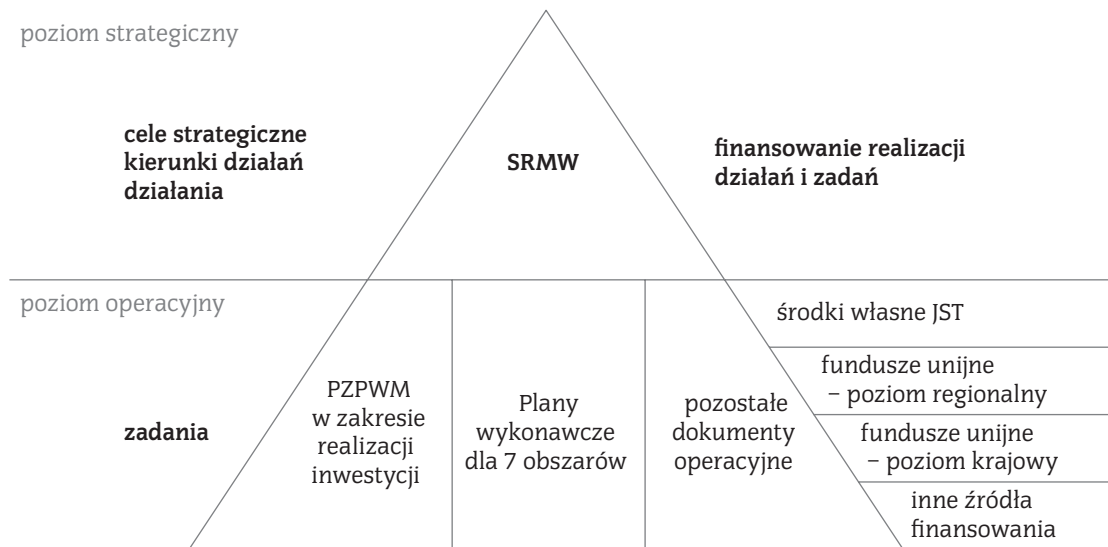 poziom strategiczny
cele strategiczne
kierunki działań
działania
SRMW
finansowanie realizacji
działań i zadań
poziom operacyjny
zadania
PZPWM
w zakresie
realizacji
inwestycji
Plany
wykonawcze
dla 7 obszarów
pozostałe
dokumenty
operacyjne
środki własne JST
fundusze unijne
– poziom regionalny
fundusze unijne
– poziom krajowy
inne źródła
finansowania